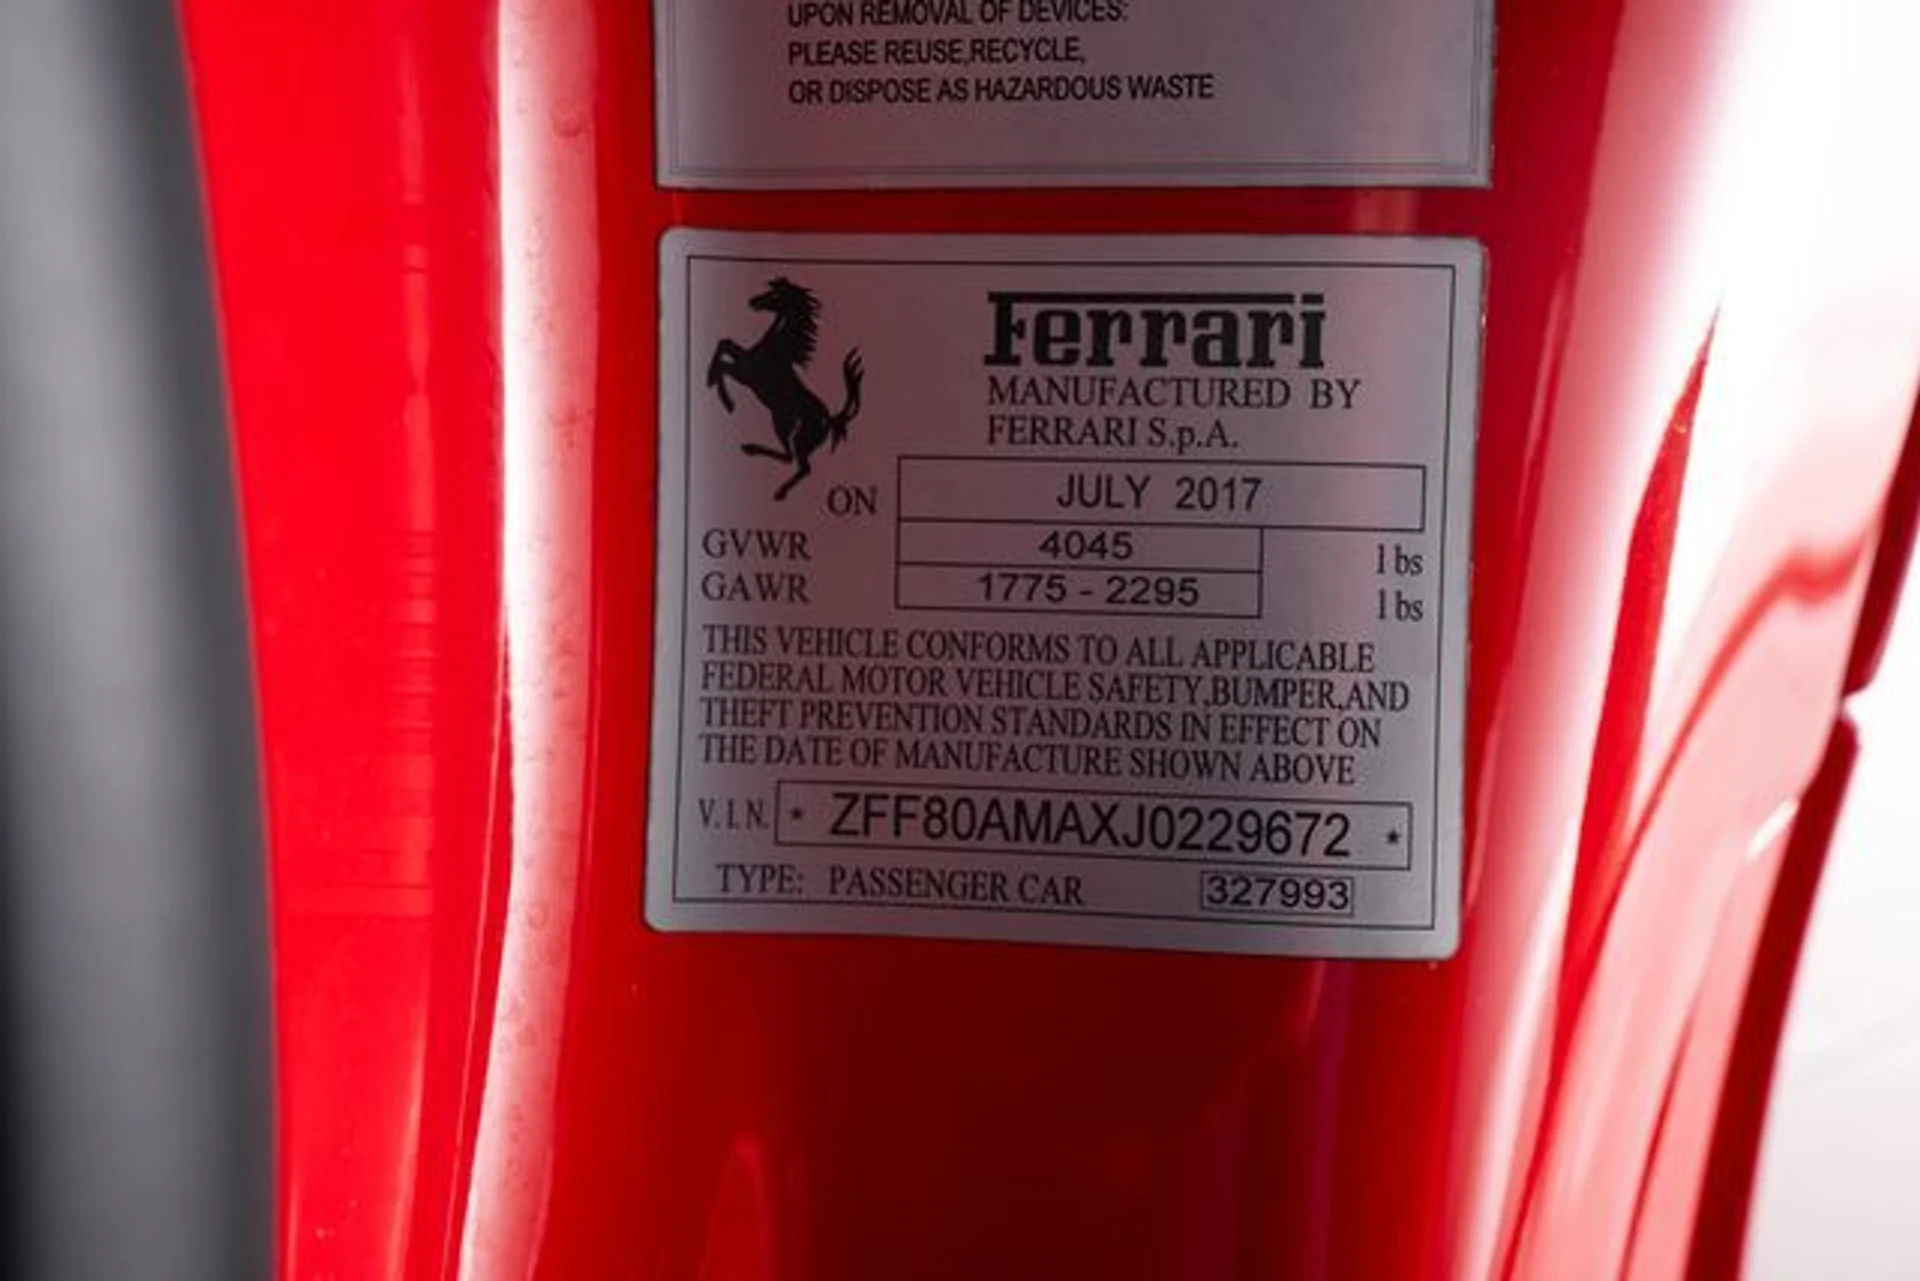 UPON REMOVAL OF DEVICES:
PLEASE REUSE,RECYCLE,
OR DISPOSE AS HAZARDOUS WASTE
Ferrari
MANUFACTURED BY
FERRARI S.p.A.
ON JULY 2017
GVWR 4045 lbs
GAWR 1775 - 2295 lbs
THIS VEHICLE CONFORMS TO ALL APPLICABLE
FEDERAL MOTOR VEHICLE SAFETY,BUMPER,AND
THEFT PREVENTION STANDARDS IN EFFECT ON
THE DATE OF MANUFACTURE SHOWN ABOVE
V.I.N. * ZFF80AMAXJ0229672 *
TYPE: PASSENGER CAR 327993